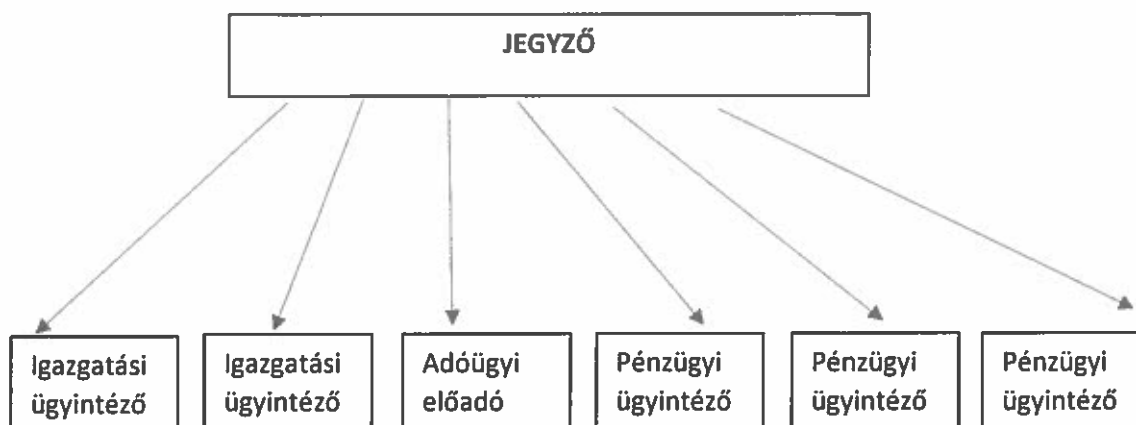 JEGYZŐ
Igazgatási
ügyintéző
Igazgatási
ügyintéző
Adóügyi
előadó
Pénzügyi
ügyintéző
Pénzügyi
ügyintéző
Pénzügyi
ügyintéző